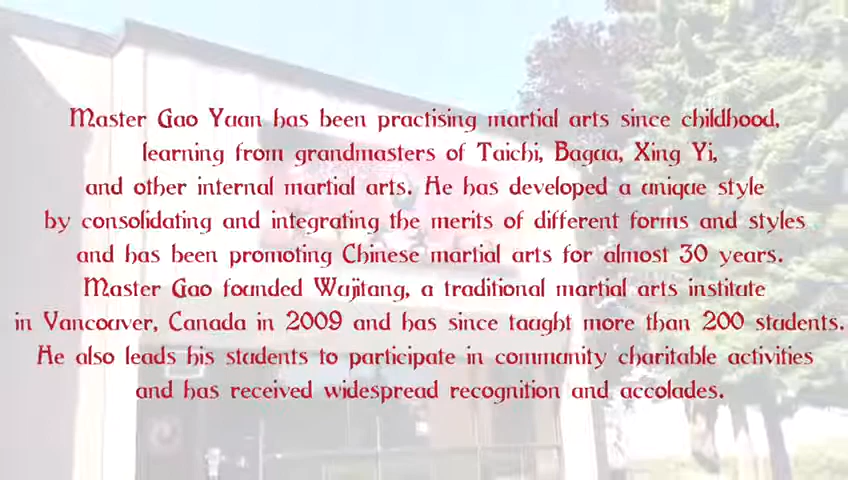 Master Gao Yuan has been practising martial arts since childhood,
learning from grandmasters of Taichi, Bagua, Xing Yi,
and other internal martial arts. He has developed a unique style
by consolidating and integrating the merits of different forms and styles
and has been promoting Chinese martial arts for almost 30 years.
Master Gao founded Wujitang, a traditional martial arts institute
in Vancouver, Canada in 2009 and has since taught more than 200 students.
He also leads his students to participate in community charitable activities
and has received widespread recognition and accolades.